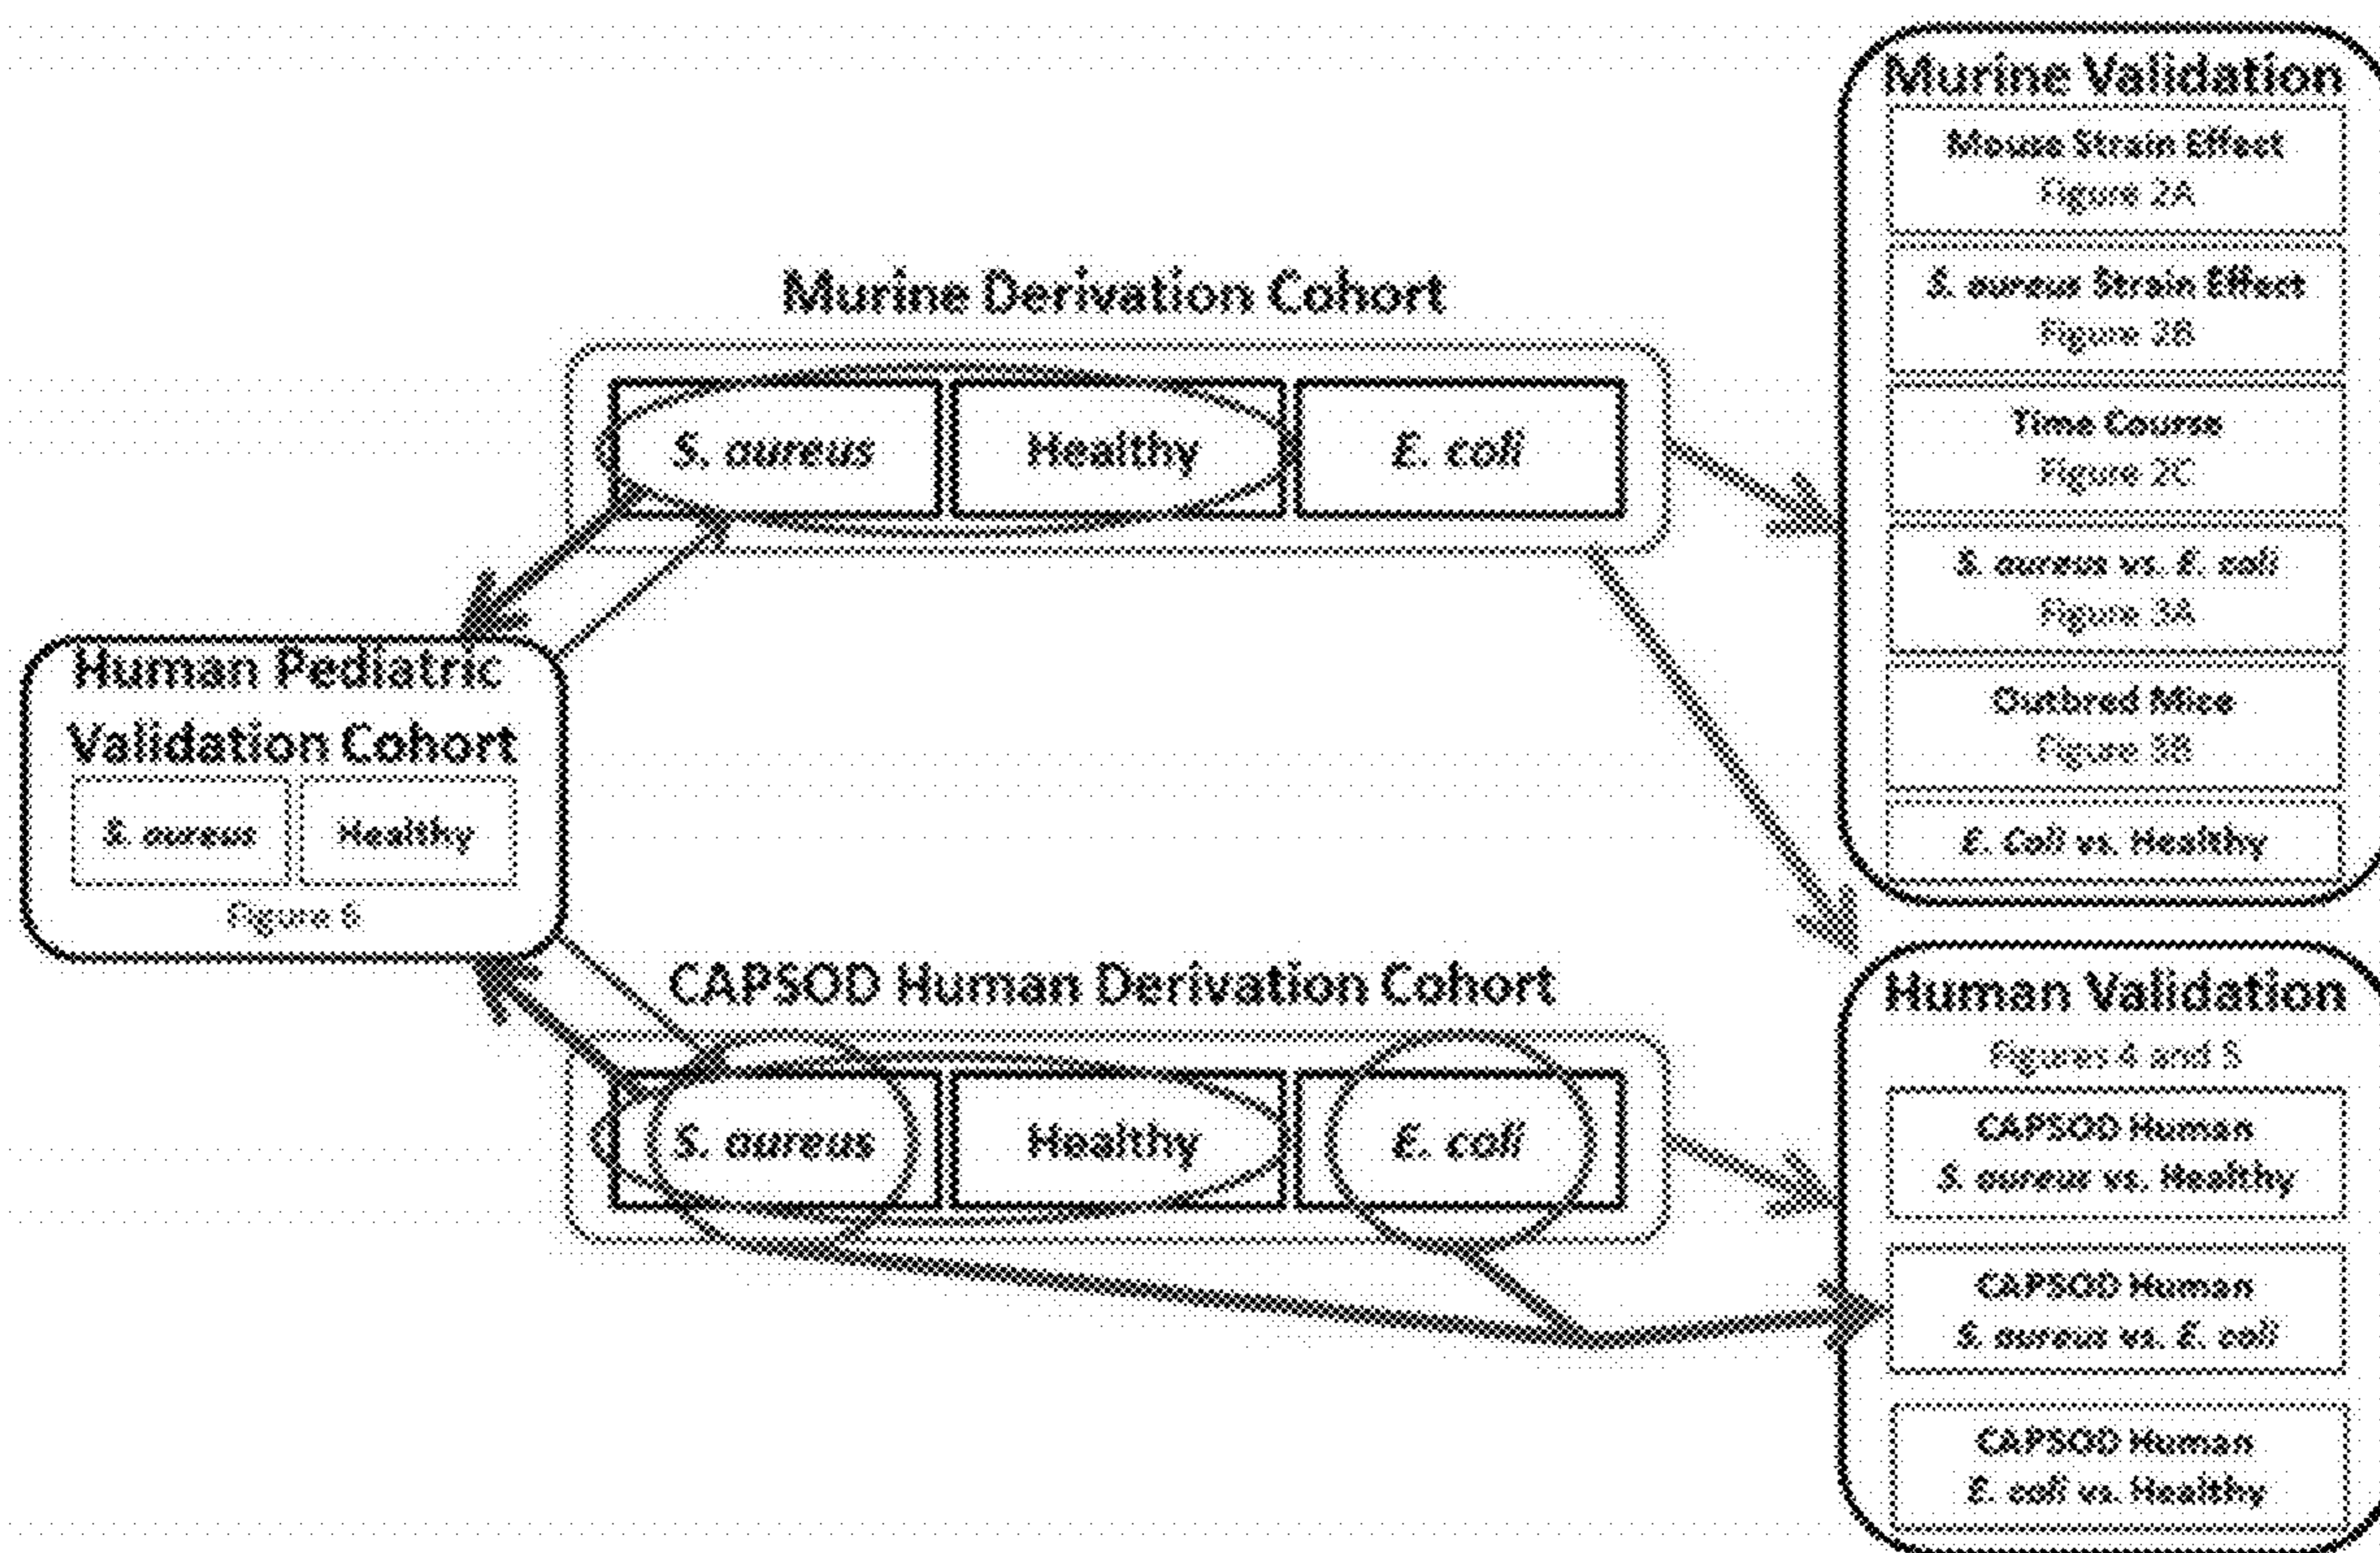 Murine Derivation Cohort
S. aureus
Healthy
E. coli
Human Pediatric
Validation Cohort
S. aureus
Healthy
Figure 6
CAPSOD Human Derivation Cohort
S. aureus
Healthy
E. coli
Murine Validation
Mouse Strain Effect
Figure 2A
S. aureus Strain Effect
Figure 2B
Time Course
Figure 2C
S. aureus vs. E. coli
Figure 3A
Outbred Mice
Figure 3B
E. Coli vs. Healthy
Human Validation
Figures 4 and 5
CAPSOD Human
S. aureus vs. Healthy
CAPSOD Human
S. aureus vs. E. coli
CAPSOD Human
E. coli vs. Healthy